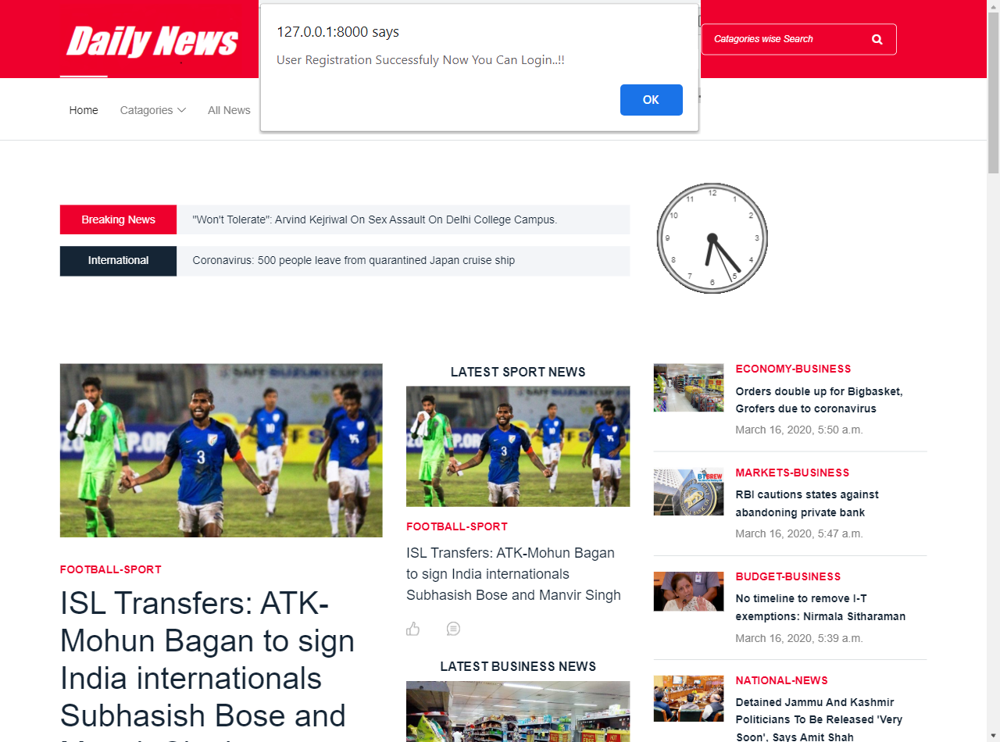 Daily News
127.0.0.1:8000 says
User Registration Successfuly Now You Can Login..!!
OK
Catagories wise Search
Home
Catagories
All News
Breaking News
"Won't Tolerate": Arvind Kejriwal On Sex Assault On Delhi College Campus.
International
Coronavirus: 500 people leave from quarantined Japan cruise ship
12
1
2
3
4
5
6
7
8
9
10
11
FOOTBALL-SPORT
ISL Transfers: ATK-
Mohun Bagan to sign
India internationals
Subhasish Bose and
LATEST SPORT NEWS
FOOTBALL-SPORT
ISL Transfers: ATK-Mohun Bagan
to sign India internationals
Subhasish Bose and Manvir Singh
LATEST BUSINESS NEWS
ECONOMY-BUSINESS
Orders double up for Bigbasket,
Grofers due to coronavirus
March 16, 2020, 5:50 a.m.
MARKETS-BUSINESS
RBI cautions states against
abandoning private bank
March 16, 2020, 5:47 a.m.
BUDGET-BUSINESS
No timeline to remove I-T
exemptions: Nirmala Sitharaman
March 16, 2020, 5:39 a.m.
NATIONAL-NEWS
Detained Jammu And Kashmir
Politicians To Be Released 'Very
Soon', Says Amit Shah